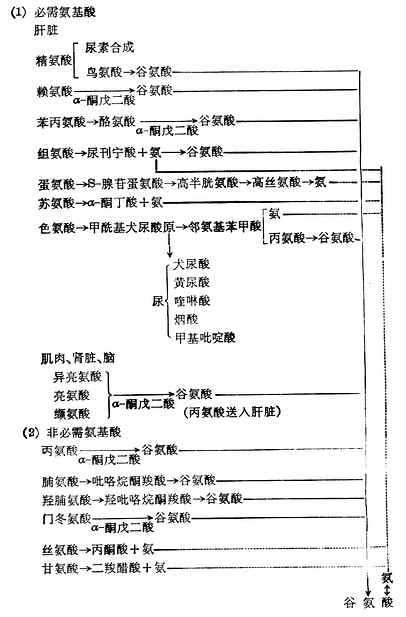 (1) 必需氨基酸
肝脏
尿素合成
精氨酸
鸟氨酸→谷氨酸
赖氨酸→谷氨酸
α-酮戊二酸
苯丙氨酸→酪氨酸→谷氨酸
α-酮戊二酸
组氨酸→尿刊宁酸+氨→谷氨酸
蛋氨酸→S-腺苷蛋氨酸→高半胱氨酸→高丝氨酸→氨
苏氨酸→α-酮丁酸+氨
氨
色氨酸→甲酰基犬尿酸原→邻氨基苯甲酸
丙氨酸→谷氨酸
犬尿酸
黄尿酸
尿 喹啉酸
烟酸
甲基吡啶酸
肌肉、肾脏、脑
异亮氨酸
亮氨酸→谷氨酸
α-酮戊二酸
缬氨酸 (丙氨酸送入肝脏)
(2) 非必需氨基酸
丙氨酸→谷氨酸
α-酮戊二酸
脯氨酸→吡咯烷酮羧酸→谷氨酸
羟脯氨酸→羟吡咯烷酮羧酸→谷氨酸
门冬氨酸→谷氨酸
α-酮戊二酸
丝氨酸→丙酮酸+氨
甘氨酸→二羧醋酸+氨
氨
↕
谷氨酸